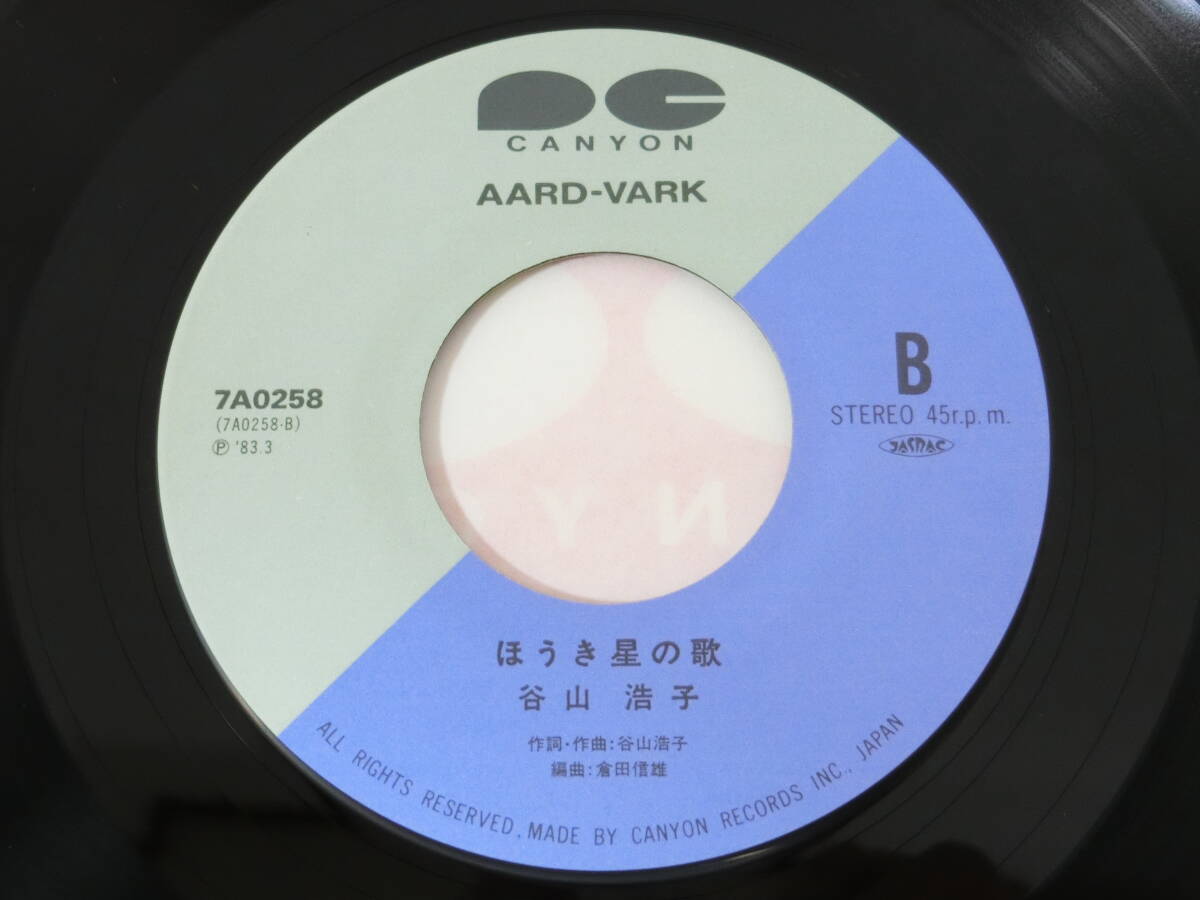 CANYON
AARD-VARK
7A0258
(7A0258-B)
Ⓟ '83.3
B
STEREO 45r.p.m.
JASRAC
N Y
ほうき星の歌
谷山 浩子
作詞・作曲:谷山浩子
編曲:倉田信雄
ALL RIGHTS RESERVED. MADE BY CANYON RECORDS INC., JAPAN